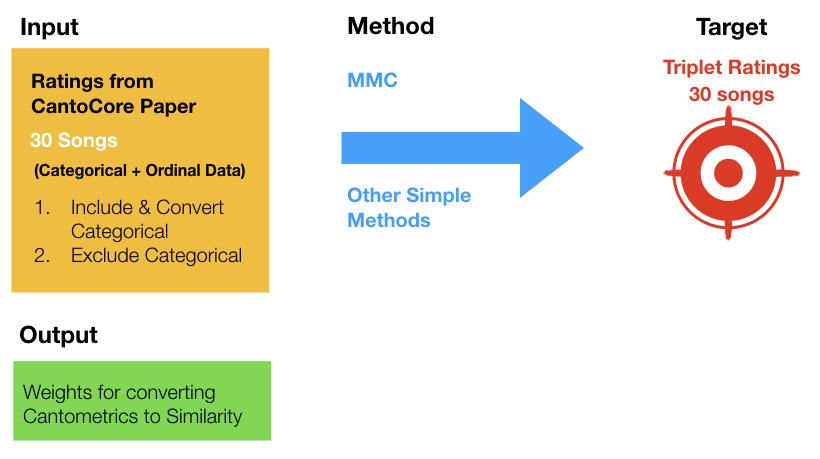 Input
Ratings from
CantoCore Paper
30 Songs
(Categorical + Ordinal Data)
1. Include & Convert
Categorical
2. Exclude Categorical
Method
MMC
Other Simple
Methods
Target
Triplet Ratings
30 songs
Output
Weights for converting
Cantometrics to Similarity